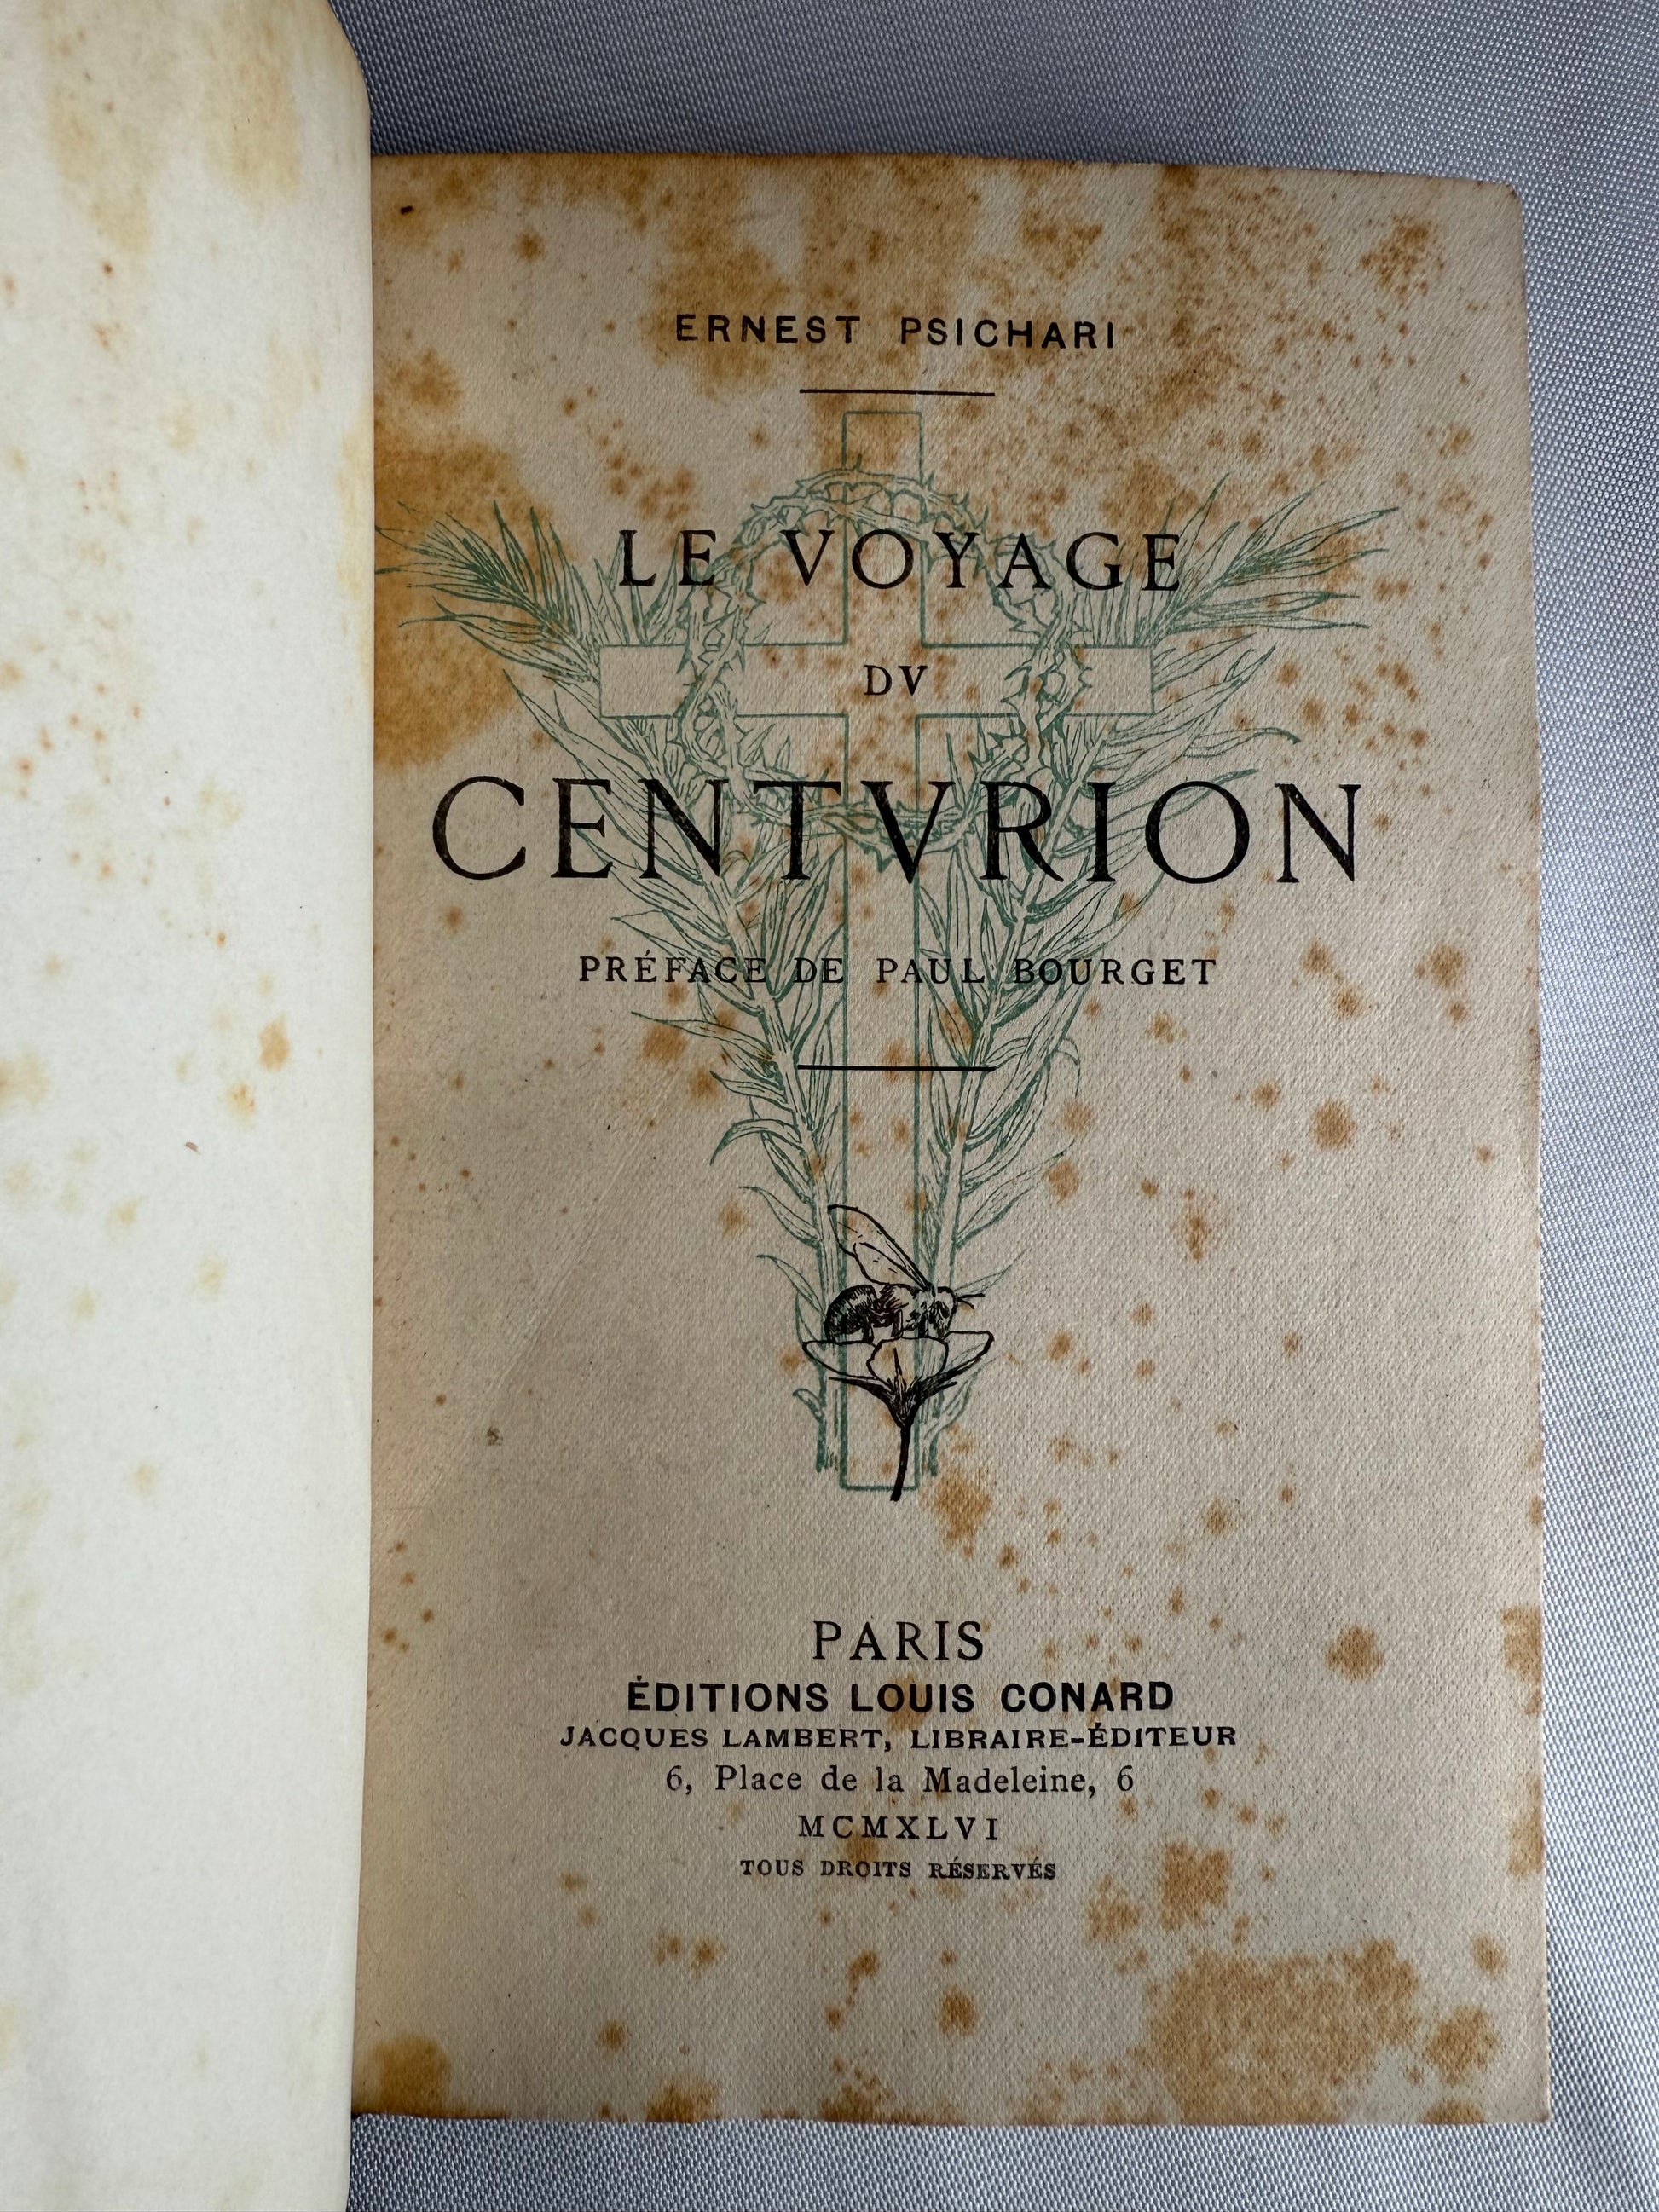 ERNEST PSICHARI
LE VOYAGE
DV
CENTVRION
PRÉFACE DE PAUL BOURGET
PARIS
ÉDITIONS LOUIS CONARD
JACQUES LAMBERT, LIBRAIRE-ÉDITEUR
6, Place de la Madeleine, 6
MCMXLVI
TOUS DROITS RÉSERVÉS